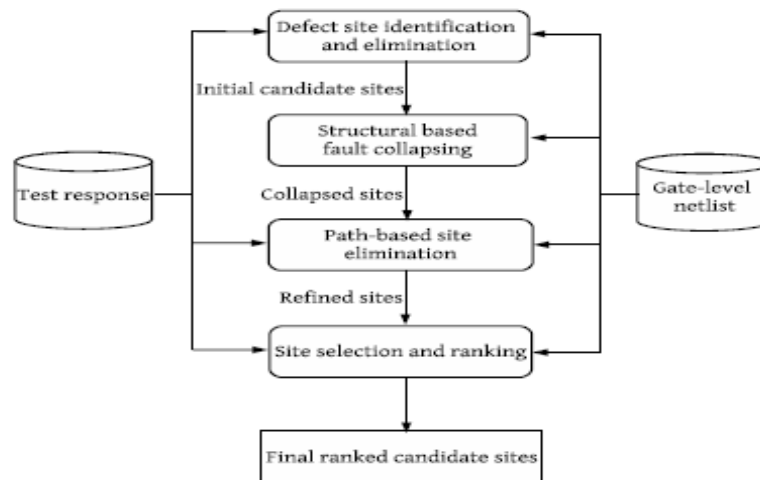 Defect site identification
and elimination
Initial candidate sites
Structural based
fault collapsing
Test response
Gate-level
netlist
Collapsed sites
Path-based site
elimination
Refined sites
Site selection and ranking
Final ranked candidate sites